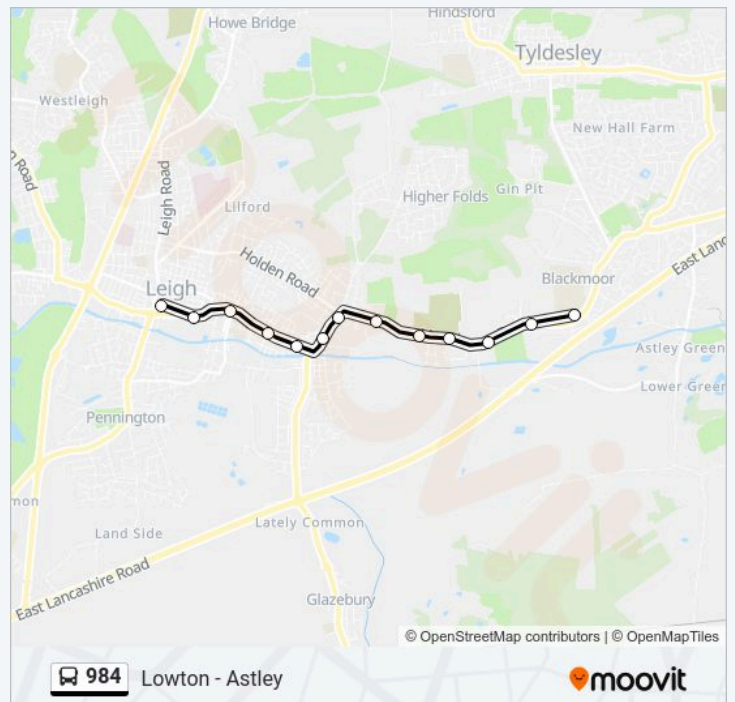 Hindsford
Howe Bridge
Tyldesley
Westleigh
New Hall Farm
n Road
Leigh Road
Higher Folds
Gin Pit
Lilford
Holden Road
East Lanc
Leigh
Blackmoor
Astley Green
Lower Green
Pennington
mon
Lately Common
Land Side
East Lancashire Road
Glazebury
© OpenStreetMap contributors | © OpenMapTiles
984 Lowton - Astley
moovit